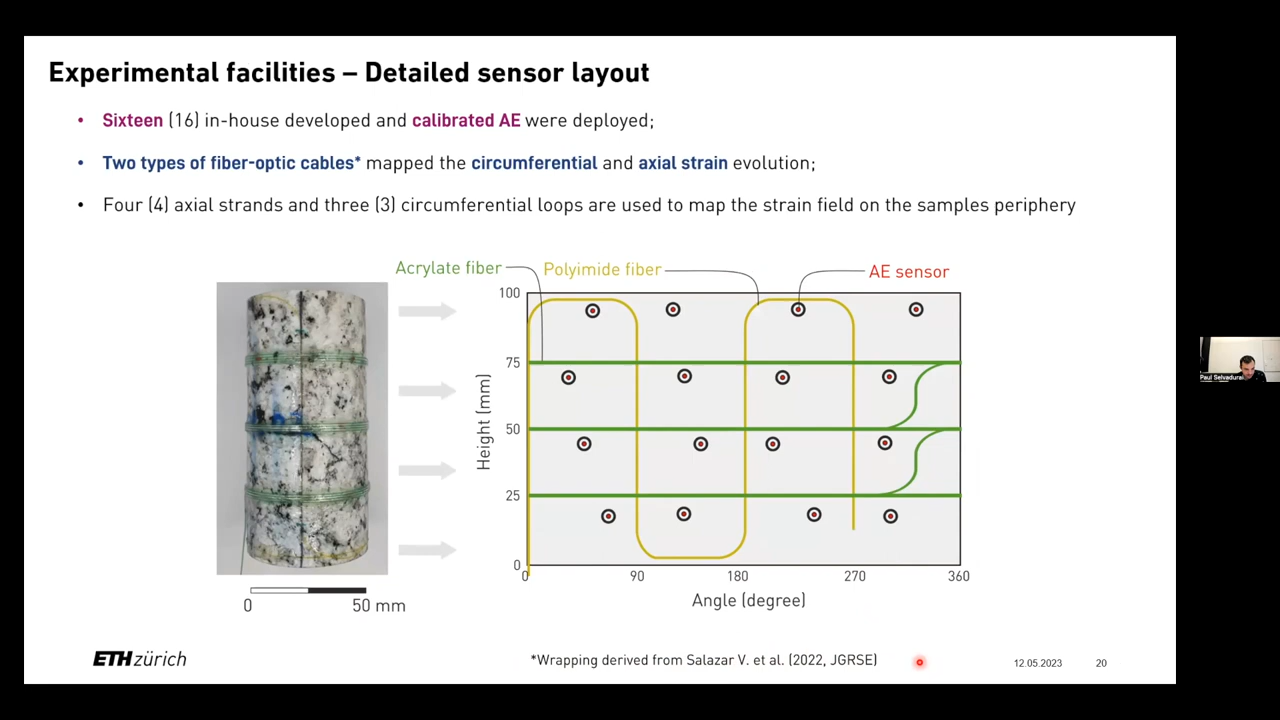 Experimental facilities – Detailed sensor layout
• Sixteen (16) in-house developed and calibrated AE were deployed;
• Two types of fiber-optic cables* mapped the circumferential and axial strain evolution;
• Four (4) axial strands and three (3) circumferential loops are used to map the strain field on the samples periphery
Acrylate fiber
Polyimide fiber
AE sensor
100
75
50
25
0
Height (mm)
0 90 180 270 360
Angle (degree)
0 50 mm
Paul Selvadurai
ETH zürich
*Wrapping derived from Salazar V. et al. (2022, JGRSE)
12.05.2023
20